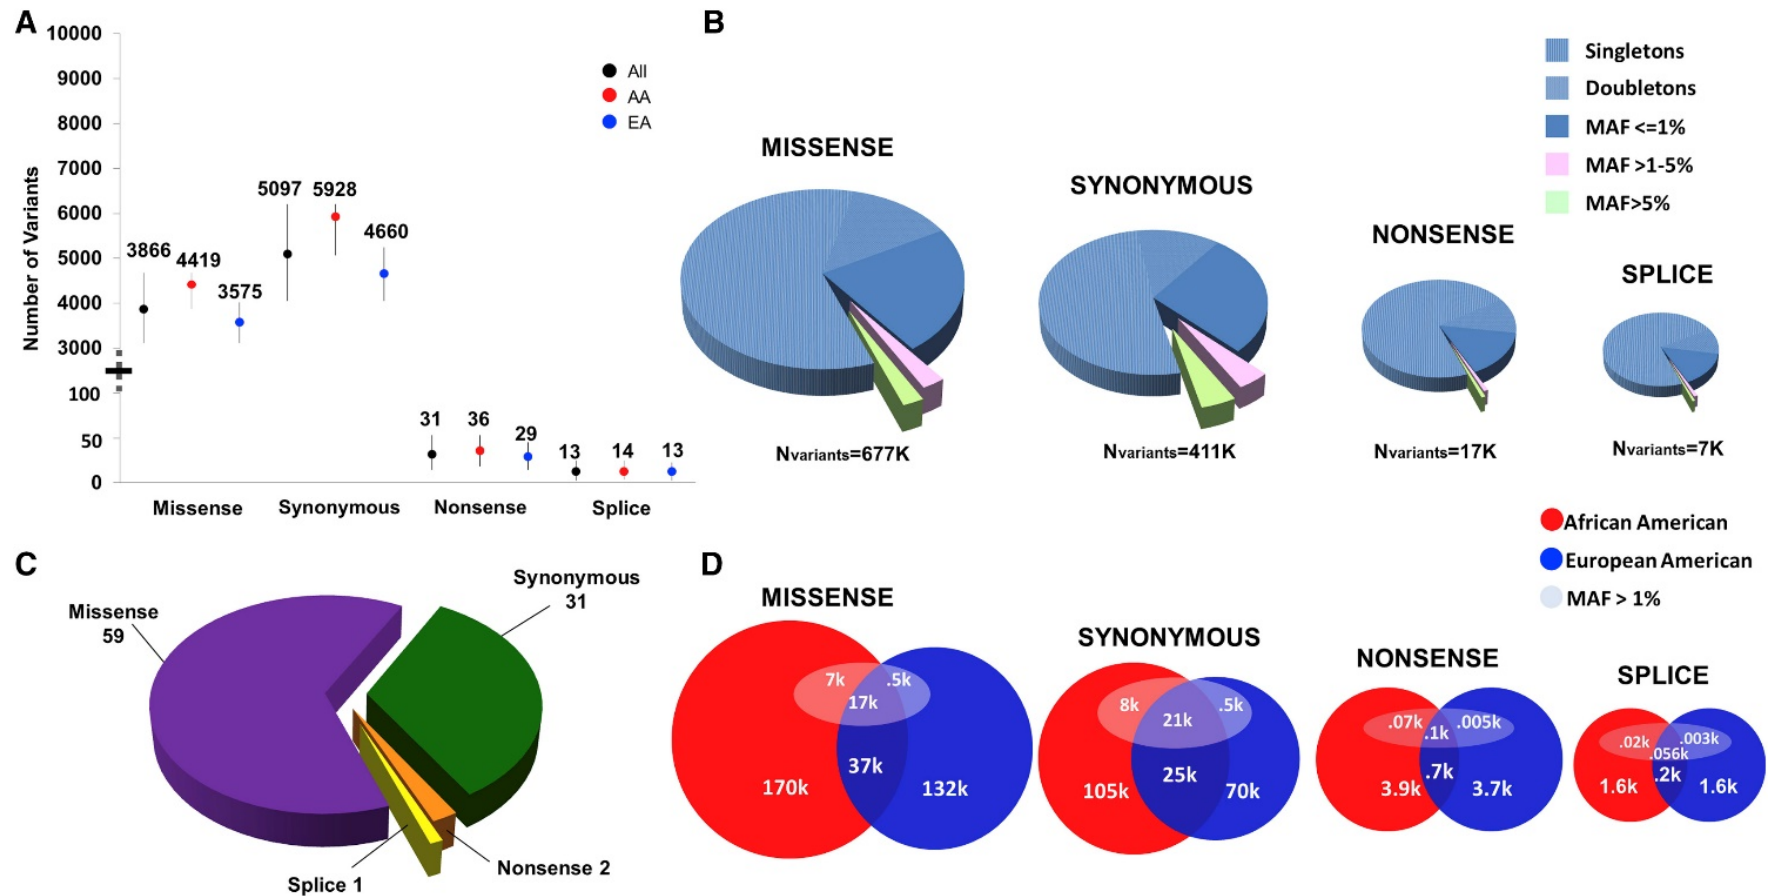 A
10000
9000
8000
7000
6000
5000
4000
3000
100
50
0
Number of Variants
All
AA
EA
3866
4419
3575
5097
5928
4660
31
36
29
13
14
13
Missense
Synonymous
Nonsense
Splice
B
Singletons
Doubletons
MAF <=1%
MAF >1-5%
MAF>5%
MISSENSE
Nvariants=677K
SYNONYMOUS
Nvariants=411K
NONSENSE
Nvariants=17K
SPLICE
Nvariants=7K
C
Missense
59
Synonymous
31
Splice 1
Nonsense 2
D
African American
European American
MAF > 1%
MISSENSE
7k
.5k
17k
37k
170k
132k
SYNONYMOUS
8k
.5k
21k
25k
105k
70k
NONSENSE
.07k
.005k
.1k
.7k
3.9k
3.7k
SPLICE
.02k
.003k
.056k
.2k
1.6k
1.6k